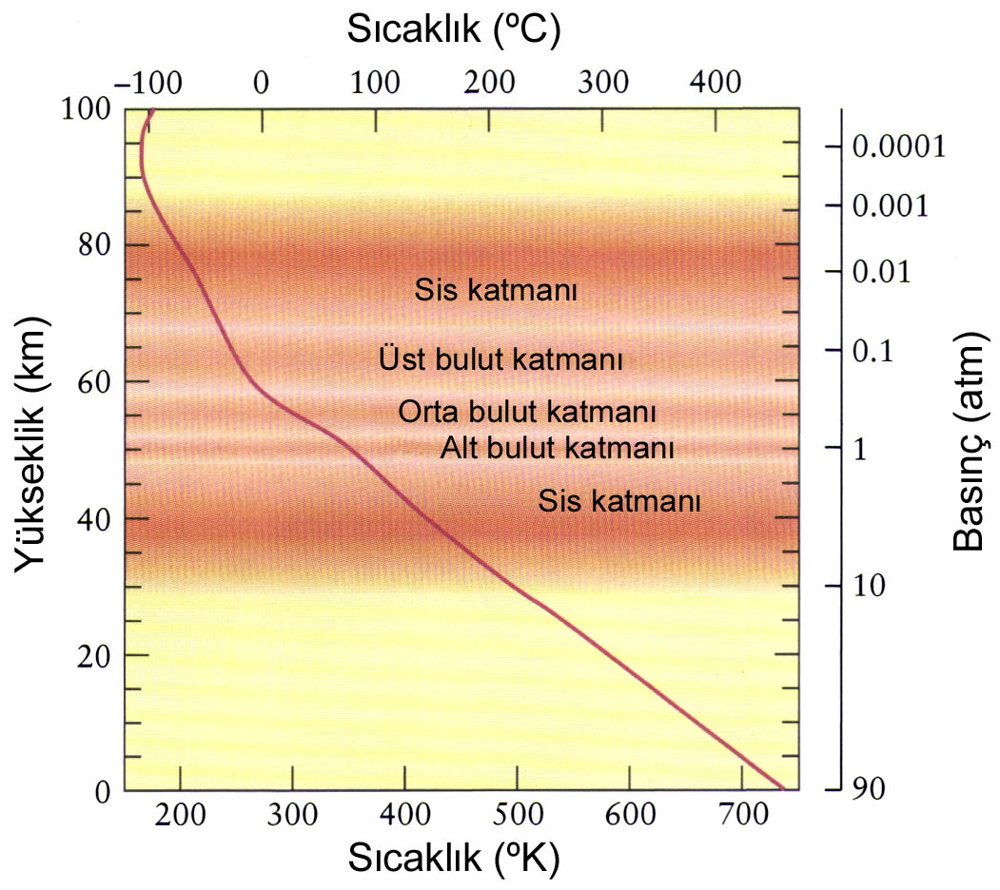 Sıcaklık (ºC)
−100 0 100 200 300 400
100
80
60
40
20
0
Yükseklik (km)
Sis katmanı
Üst bulut katmanı
Orta bulut katmanı
Alt bulut katmanı
Sis katmanı
0.0001
0.001
0.01
0.1
1
10
90
Basınç (atm)
200 300 400 500 600 700
Sıcaklık (ºK)